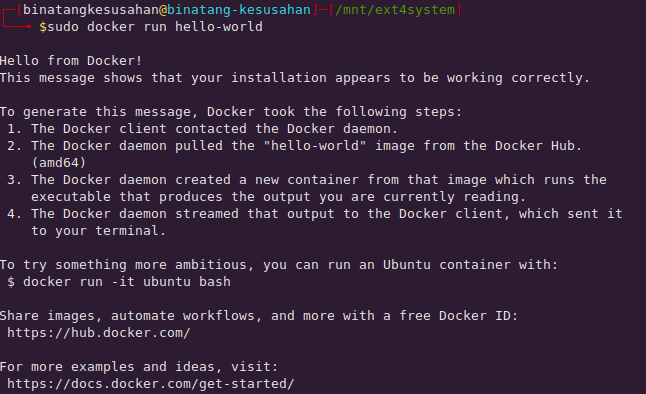 ┌─[binatangkesusahan@binatang-kesusahan]─[/mnt/ext4system]
└──╼ $sudo docker run hello-world

Hello from Docker!
This message shows that your installation appears to be working correctly.

To generate this message, Docker took the following steps:
 1. The Docker client contacted the Docker daemon.
 2. The Docker daemon pulled the "hello-world" image from the Docker Hub.
    (amd64)
 3. The Docker daemon created a new container from that image which runs the
    executable that produces the output you are currently reading.
 4. The Docker daemon streamed that output to the Docker client, which sent it
    to your terminal.

To try something more ambitious, you can run an Ubuntu container with:
 $ docker run -it ubuntu bash

Share images, automate workflows, and more with a free Docker ID:
 https://hub.docker.com/

For more examples and ideas, visit:
 https://docs.docker.com/get-started/